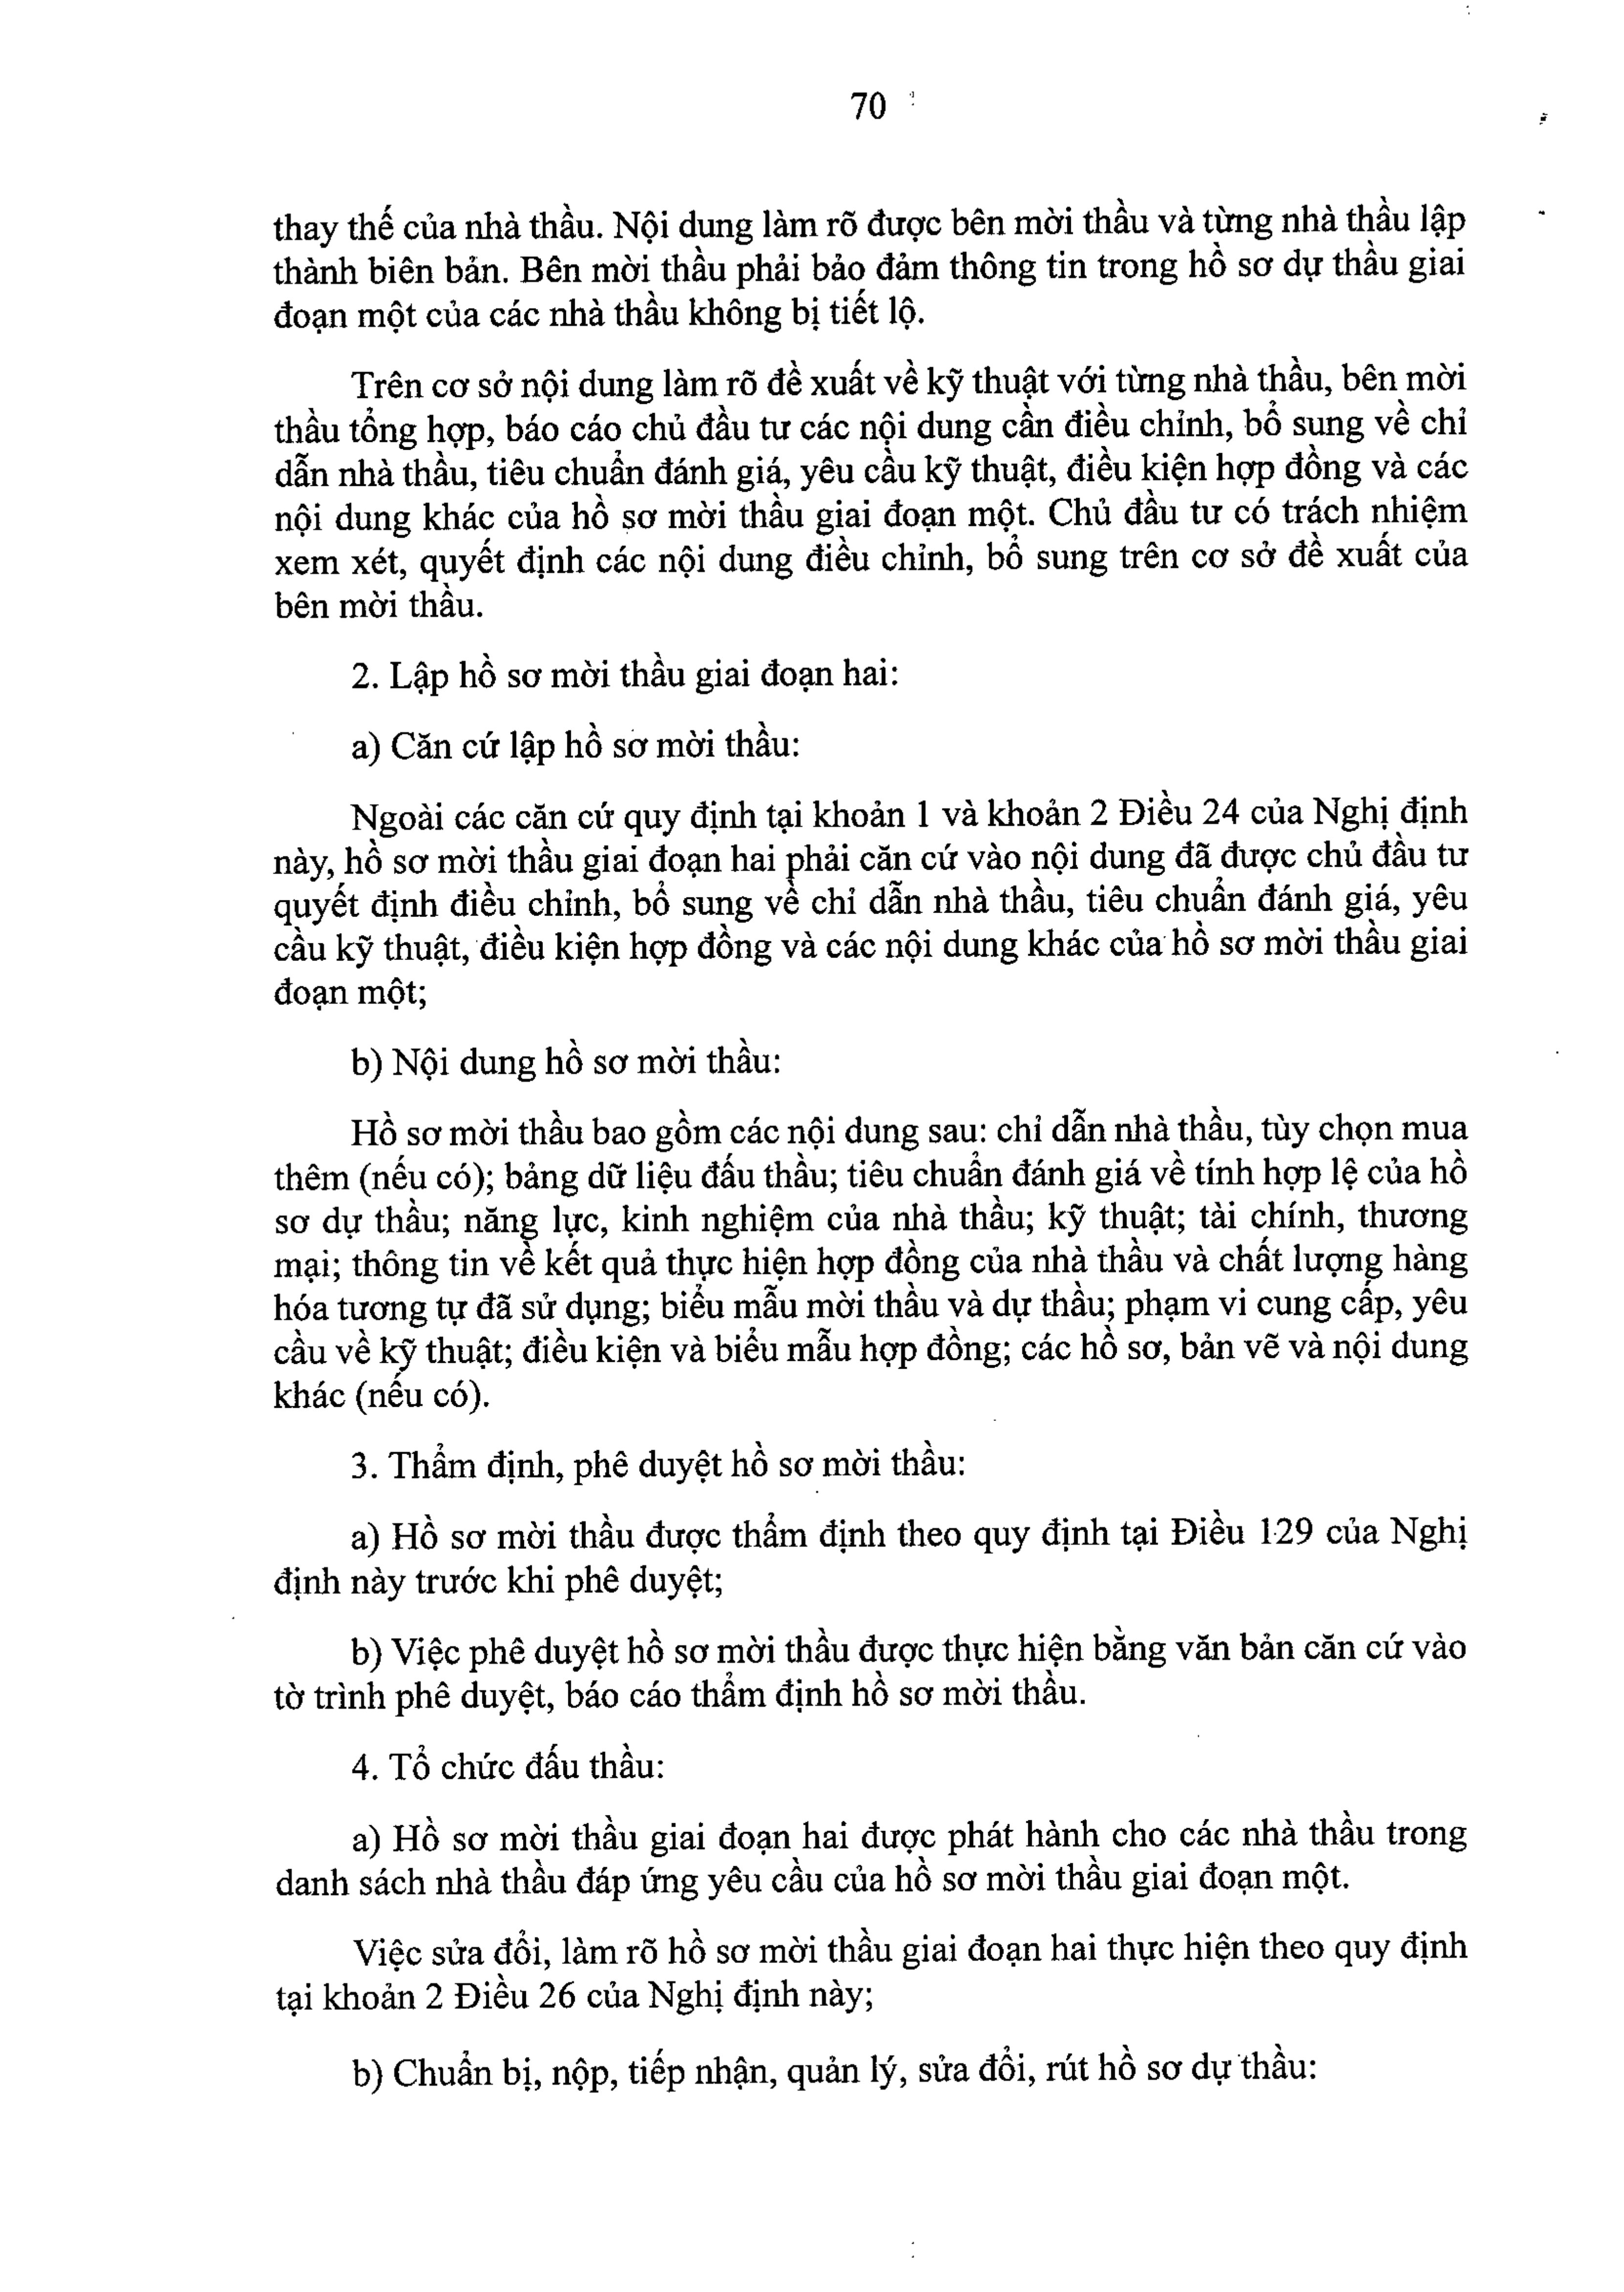 70
thay thế của nhà thầu. Nội dung làm rõ được bên mời thầu và từng nhà thầu lập
thành biên bản. Bên mời thầu phải bảo đảm thông tin trong hồ sơ dự thầu giai
đoạn một của các nhà thầu không bị tiết lộ.
Trên cơ sở nội dung làm rõ đề xuất về kỹ thuật với từng nhà thầu, bên mời
thầu tổng hợp, báo cáo chủ đầu tư các nội dung cần điều chỉnh, bổ sung về chỉ
dẫn nhà thầu, tiêu chuẩn đánh giá, yêu cầu kỹ thuật, điều kiện hợp đồng và các
nội dung khác của hồ sơ mời thầu giai đoạn một. Chủ đầu tư có trách nhiệm
xem xét, quyết định các nội dung điều chỉnh, bổ sung trên cơ sở đề xuất của
bên mời thầu.
2. Lập hồ sơ mời thầu giai đoạn hai:
a) Căn cứ lập hồ sơ mời thầu:
Ngoài các căn cứ quy định tại khoản 1 và khoản 2 Điều 24 của Nghị định
này, hồ sơ mời thầu giai đoạn hai phải căn cứ vào nội dung đã được chủ đầu tư
quyết định điều chỉnh, bổ sung về chỉ dẫn nhà thầu, tiêu chuẩn đánh giá, yêu
cầu kỹ thuật, điều kiện hợp đồng và các nội dung khác của hồ sơ mời thầu giai
đoạn một;
b) Nội dung hồ sơ mời thầu:
Hồ sơ mời thầu bao gồm các nội dung sau: chỉ dẫn nhà thầu, tùy chọn mua
thêm (nếu có); bảng dữ liệu đấu thầu; tiêu chuẩn đánh giá về tính hợp lệ của hồ
sơ dự thầu; năng lực, kinh nghiệm của nhà thầu; kỹ thuật; tài chính, thương
mại; thông tin về kết quả thực hiện hợp đồng của nhà thầu và chất lượng hàng
hóa tương tự đã sử dụng; biểu mẫu mời thầu và dự thầu; phạm vi cung cấp, yêu
cầu về kỹ thuật; điều kiện và biểu mẫu hợp đồng; các hồ sơ, bản vẽ và nội dung
khác (nếu có).
3. Thẩm định, phê duyệt hồ sơ mời thầu:
a) Hồ sơ mời thầu được thẩm định theo quy định tại Điều 129 của Nghị
định này trước khi phê duyệt;
b) Việc phê duyệt hồ sơ mời thầu được thực hiện bằng văn bản căn cứ vào
tờ trình phê duyệt, báo cáo thẩm định hồ sơ mời thầu.
4. Tổ chức đấu thầu:
a) Hồ sơ mời thầu giai đoạn hai được phát hành cho các nhà thầu trong
danh sách nhà thầu đáp ứng yêu cầu của hồ sơ mời thầu giai đoạn một.
Việc sửa đổi, làm rõ hồ sơ mời thầu giai đoạn hai thực hiện theo quy định
tại khoản 2 Điều 26 của Nghị định này;
b) Chuẩn bị, nộp, tiếp nhận, quản lý, sửa đổi, rút hồ sơ dự thầu: